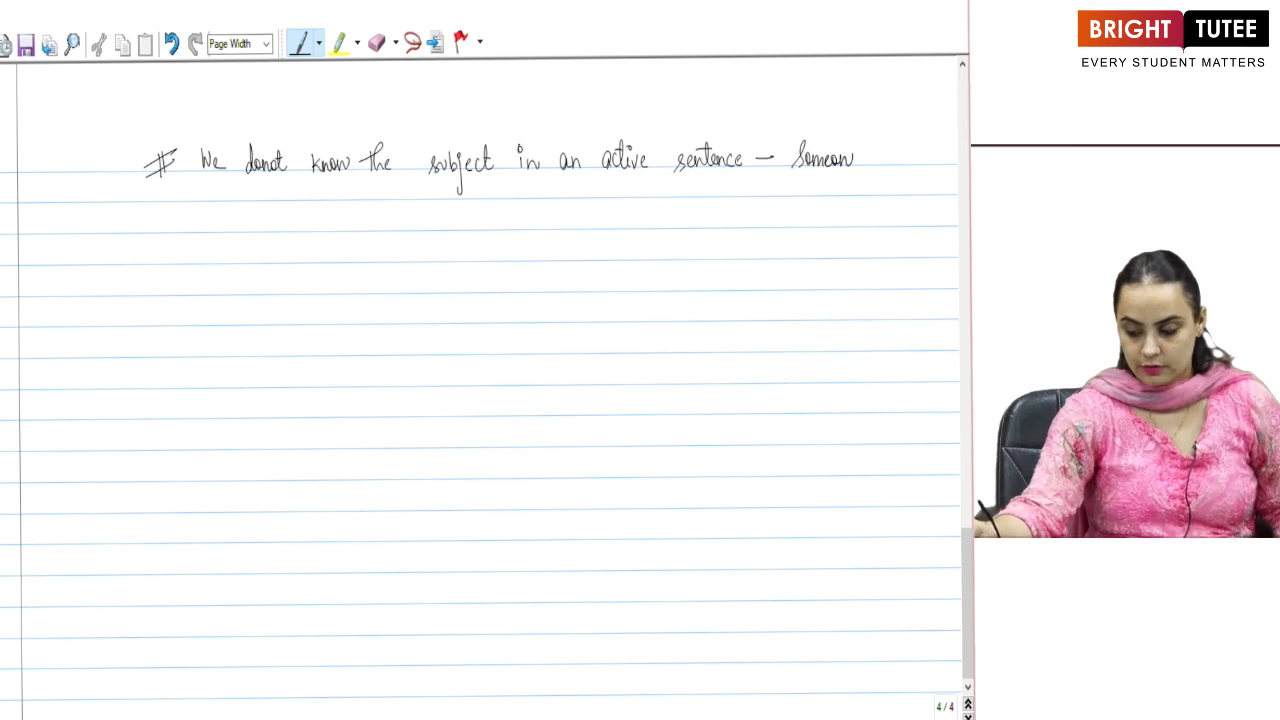 Page Width
BRIGHT TUTEE
EVERY STUDENT MATTERS
# We donot know the subject in an active sentence - Someon
4/4